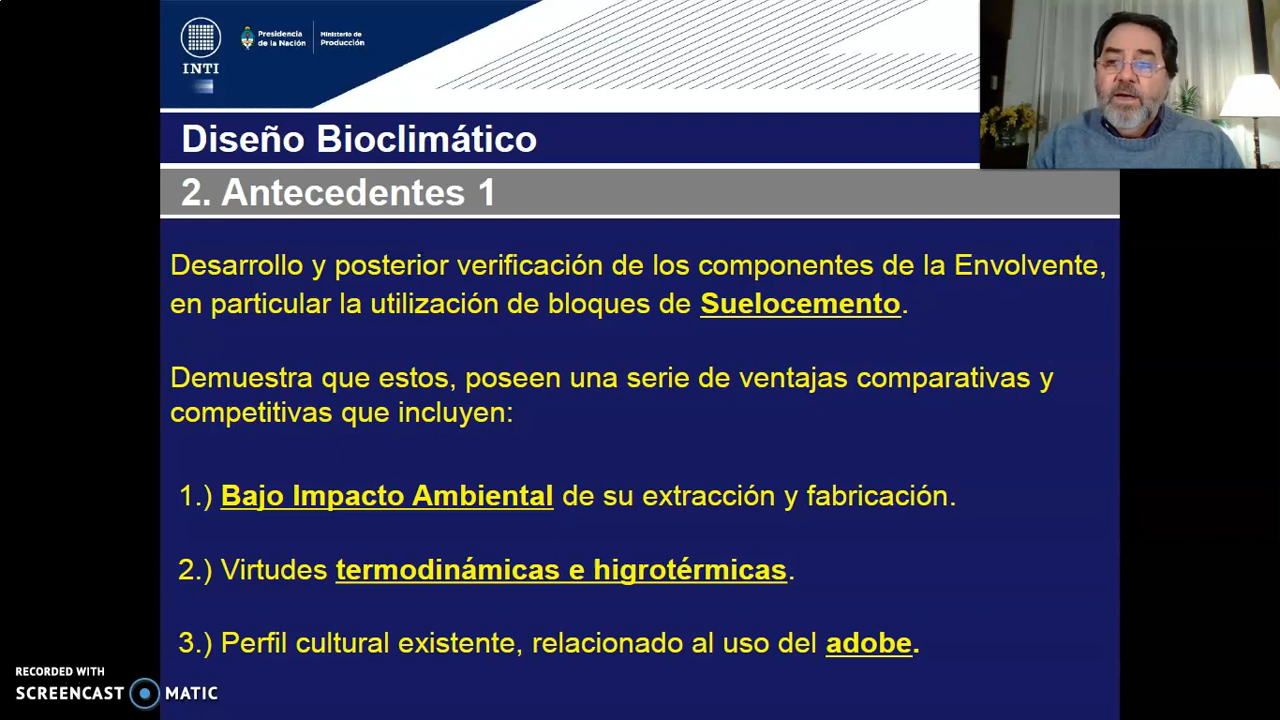 INTI
Presidencia
de la Nación
Ministerio de
Producción
Diseño Bioclimático
2. Antecedentes 1
Desarrollo y posterior verificación de los componentes de la Envolvente,
en particular la utilización de bloques de Suelocemento.
Demuestra que estos, poseen una serie de ventajas comparativas y
competitivas que incluyen:
1.) Bajo Impacto Ambiental de su extracción y fabricación.
2.) Virtudes termodinámicas e higrotérmicas.
3.) Perfil cultural existente, relacionado al uso del adobe.
RECORDED WITH
SCREENCAST MATIC